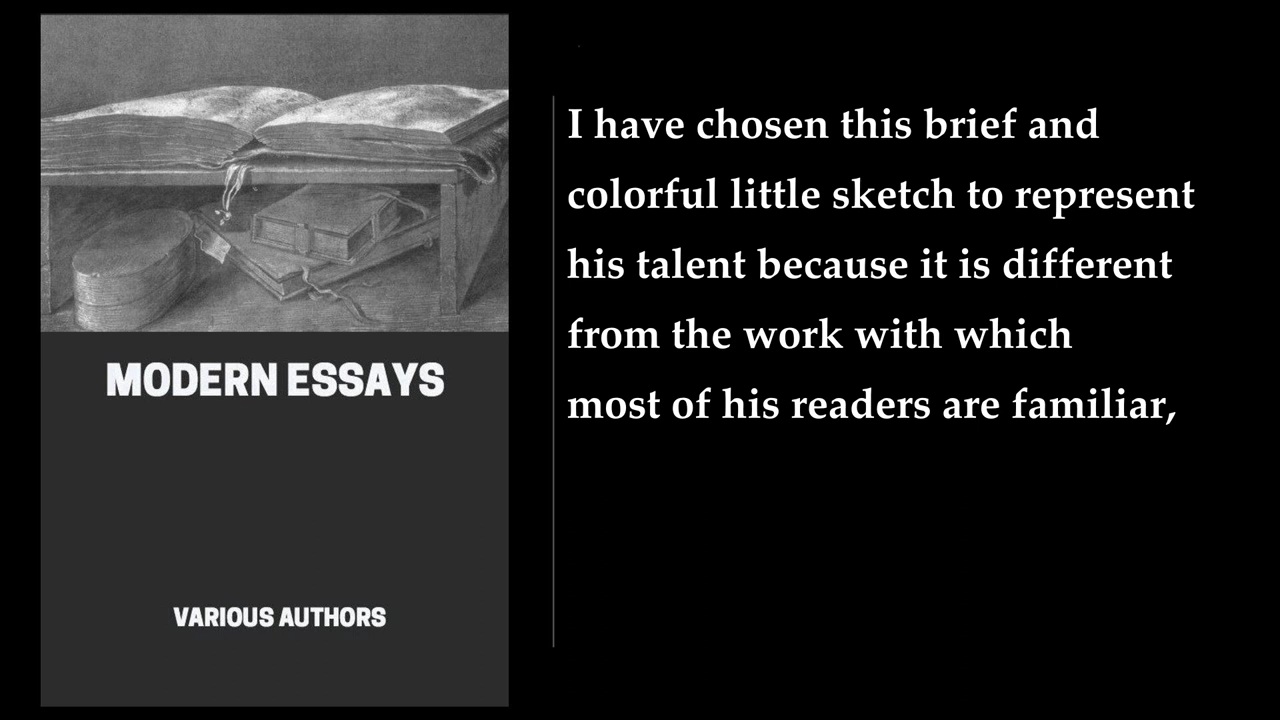 MODERN ESSAYS
VARIOUS AUTHORS
I have chosen this brief and
colorful little sketch to represent
his talent because it is different
from the work with which
most of his readers are familiar,